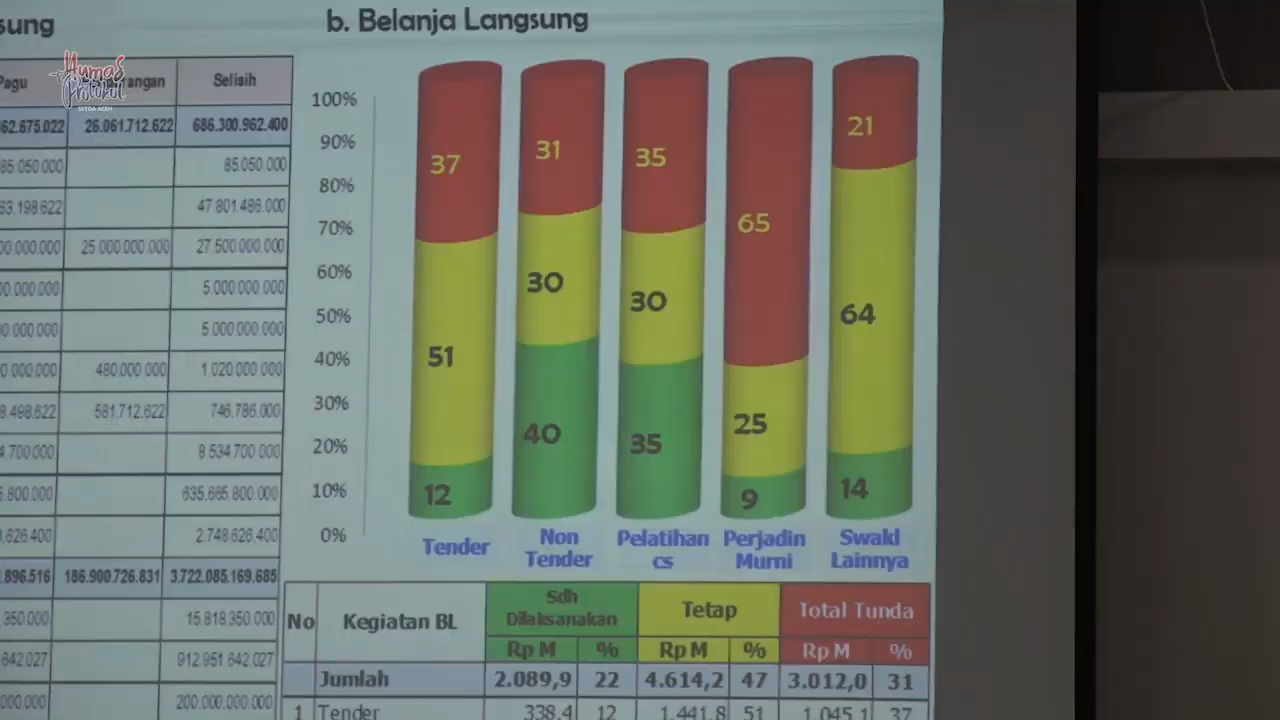 sung
b. Belanja Langsung
Humas
Protokol
SETDA ACEH
Pagu
Selisih
26.061.712.622
686.300.962.400
85.050.000
85.050.000
63.198.622
47.801.486.000
25.000.000.000
27.500.000.000
5.000.000.000
5.000.000.000
480.000.000
1.020.000.000
8.498.622
581.712.622
746.786.000
4.700.000
8.534.700.000
5.800.000
635,665.800.000
.626.400
2.748.626.400
.896.516
186.900.726.831
3.722.085.169.685
350.000
15.818.350.000
642.027
912.951.642.027
000.000
200.000.000.000
100%
90%
80%
70%
60%
50%
40%
30%
20%
10%
0%
37
31
35
65
21
51
30
30
25
64
12
40
35
9
14
Tender
Non
Tender
Pelatihan
cs
Perjadin
Murni
Swakl
Lainnya
No
Kegiatan BL
Sdh
Dilaksanakan
Tetap
Total Tunda
Rp M
%
Rp M
%
Rp M
%
Jumlah
2.089,9
22
4.614,2
47
3.012,0
31
1
Tender
338,4
12
1.441,8
51
1.045,1
37